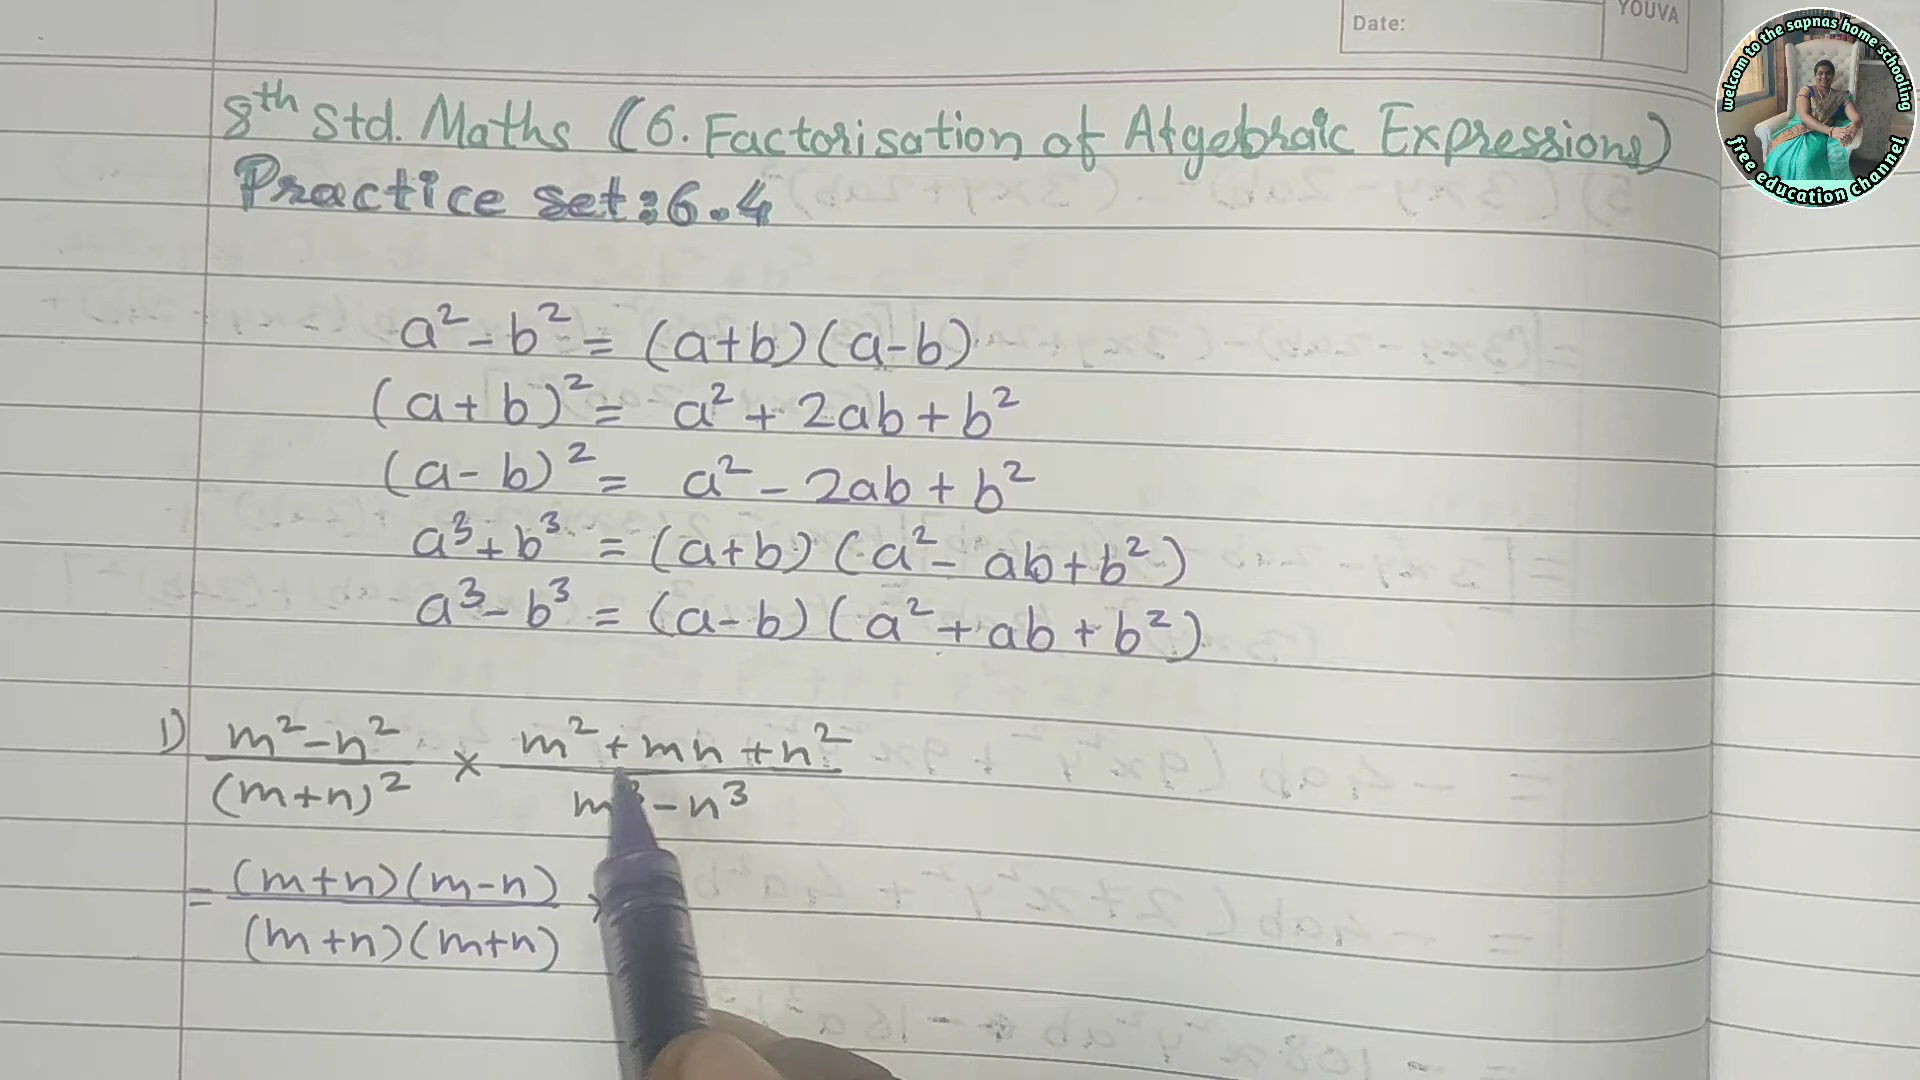 Date:
YOUVA
welcom to the sapnas home schooling
free education channel
8th Std. Maths (6. Factorisation of Algebraic Expressions)
Practice set: 6.4
a² - b² = (a+b)(a-b)
(a+b)² = a² + 2ab + b²
(a-b)² = a² - 2ab + b²
a³+b³ = (a+b)(a² - ab + b²)
a³-b³ = (a-b)(a² + ab + b²)
1) m²-n² / (m+n)² × m²+mn+n² / m³-n³
= (m+n)(m-n) / (m+n)(m+n)